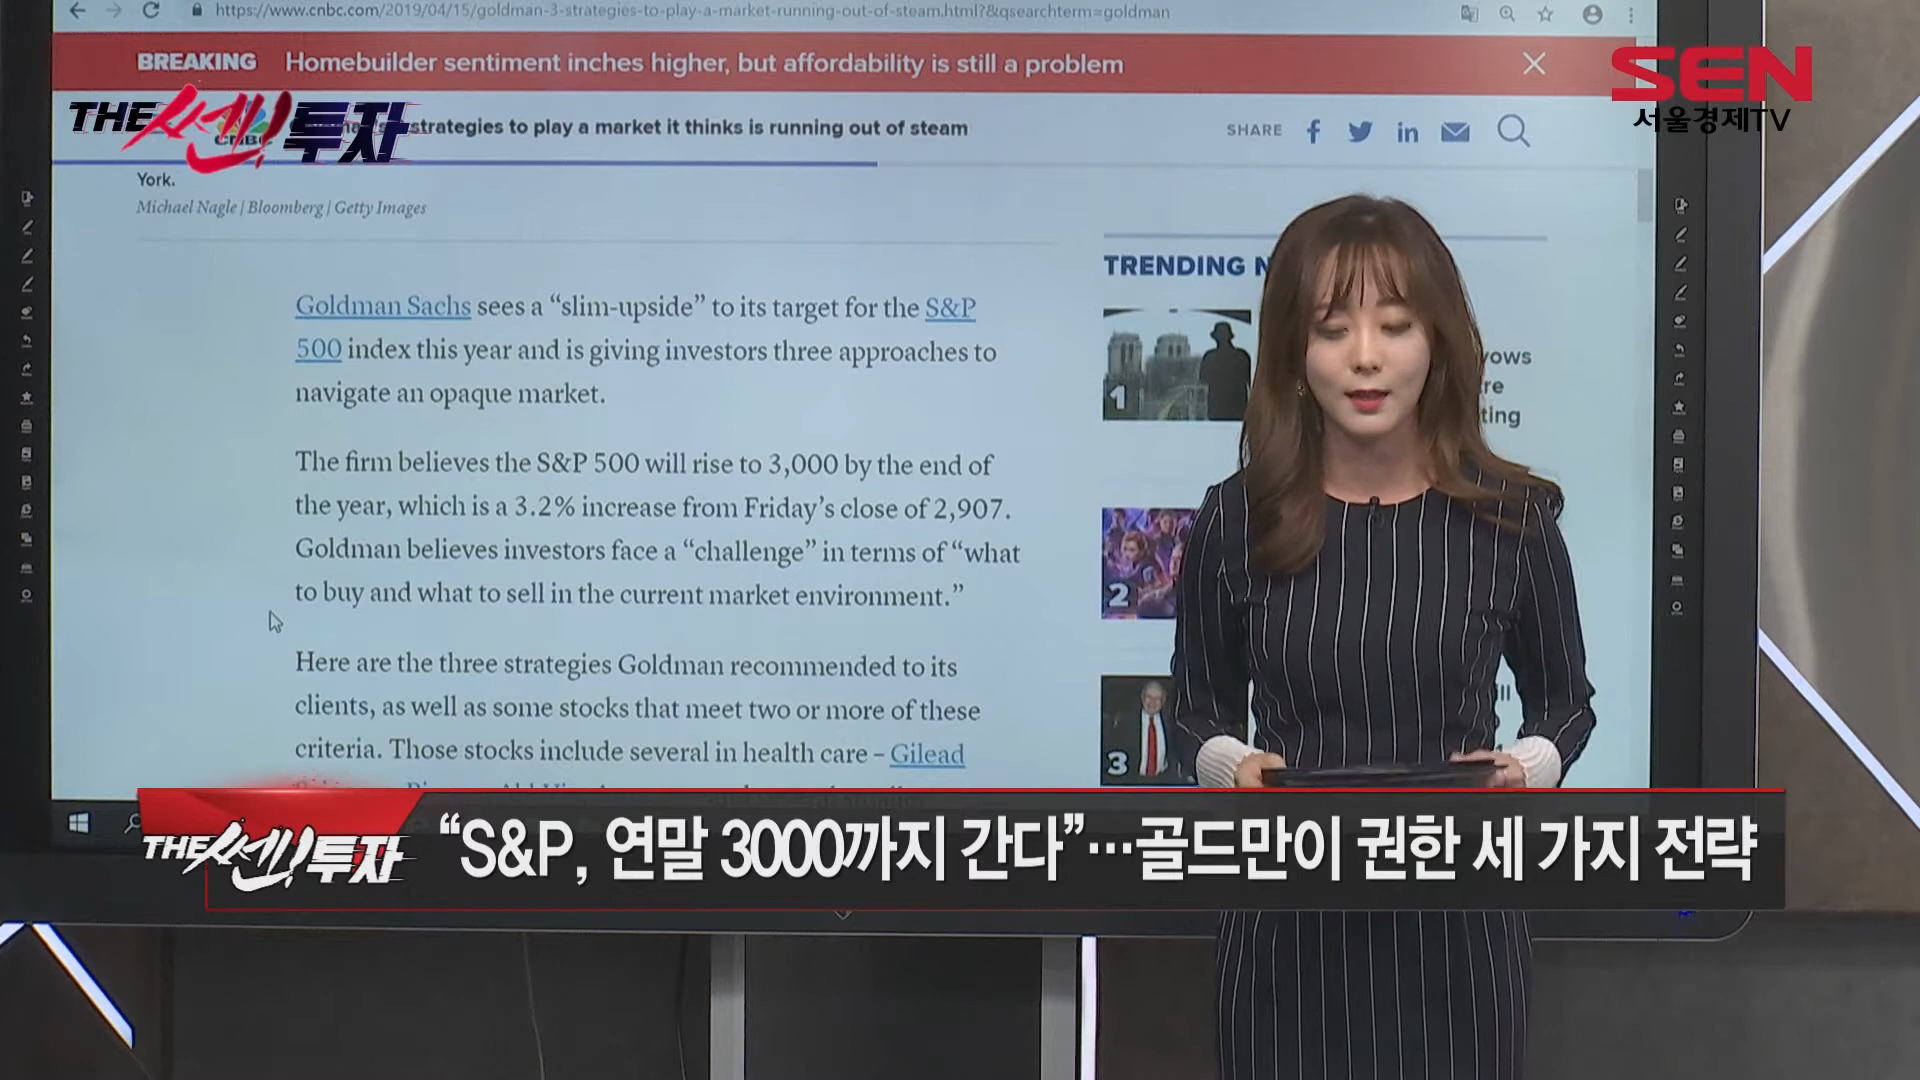 https://www.cnbc.com/2019/04/15/goldman-3-strategies-to-play-a-market-running-out-of-steam.html?&qsearchterm=goldman
BREAKING Homebuilder sentiment inches higher, but affordability is still a problem
SEN
서울경제TV
THE 쎈! 투자
strategies to play a market it thinks is running out of steam
SHARE
York.
Michael Nagle | Bloomberg | Getty Images
Goldman Sachs sees a “slim-upside” to its target for the S&P
500 index this year and is giving investors three approaches to
navigate an opaque market.
The firm believes the S&P 500 will rise to 3,000 by the end of
the year, which is a 3.2% increase from Friday’s close of 2,907.
Goldman believes investors face a “challenge” in terms of “what
to buy and what to sell in the current market environment.”
Here are the three strategies Goldman recommended to its
clients, as well as some stocks that meet two or more of these
criteria. Those stocks include several in health care – Gilead
TRENDING
1
2
3
THE 쎈! 투자
“S&P, 연말 3000까지 간다”…골드만이 권한 세 가지 전략